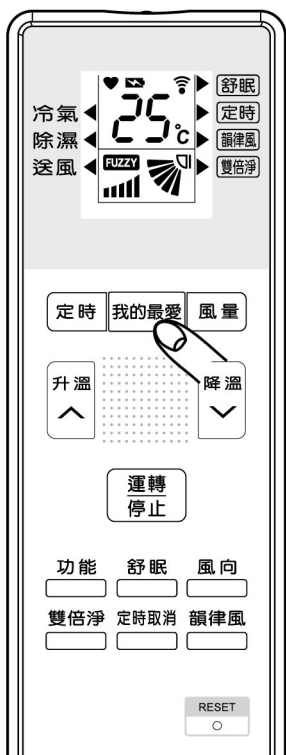 舒眠
冷氣 25°C 定時
除濕 韻律風
送風 FUZZY 雙倍淨
定時 我的最愛 風量
升溫 降溫
運轉
停止
功能 舒眠 風向
雙倍淨 定時取消 韻律風
RESET